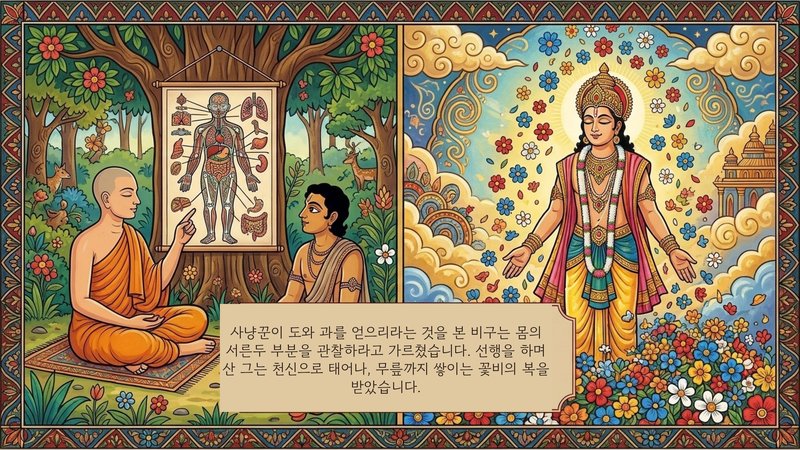 사냥꾼이 도와 과를 얻으리라는 것을 본 비구는 몸의
서른두 부분을 관찰하라고 가르쳤습니다. 선행을 하며
산 그는 천신으로 태어나, 무릎까지 쌓이는 꽃비의 복을
받았습니다.